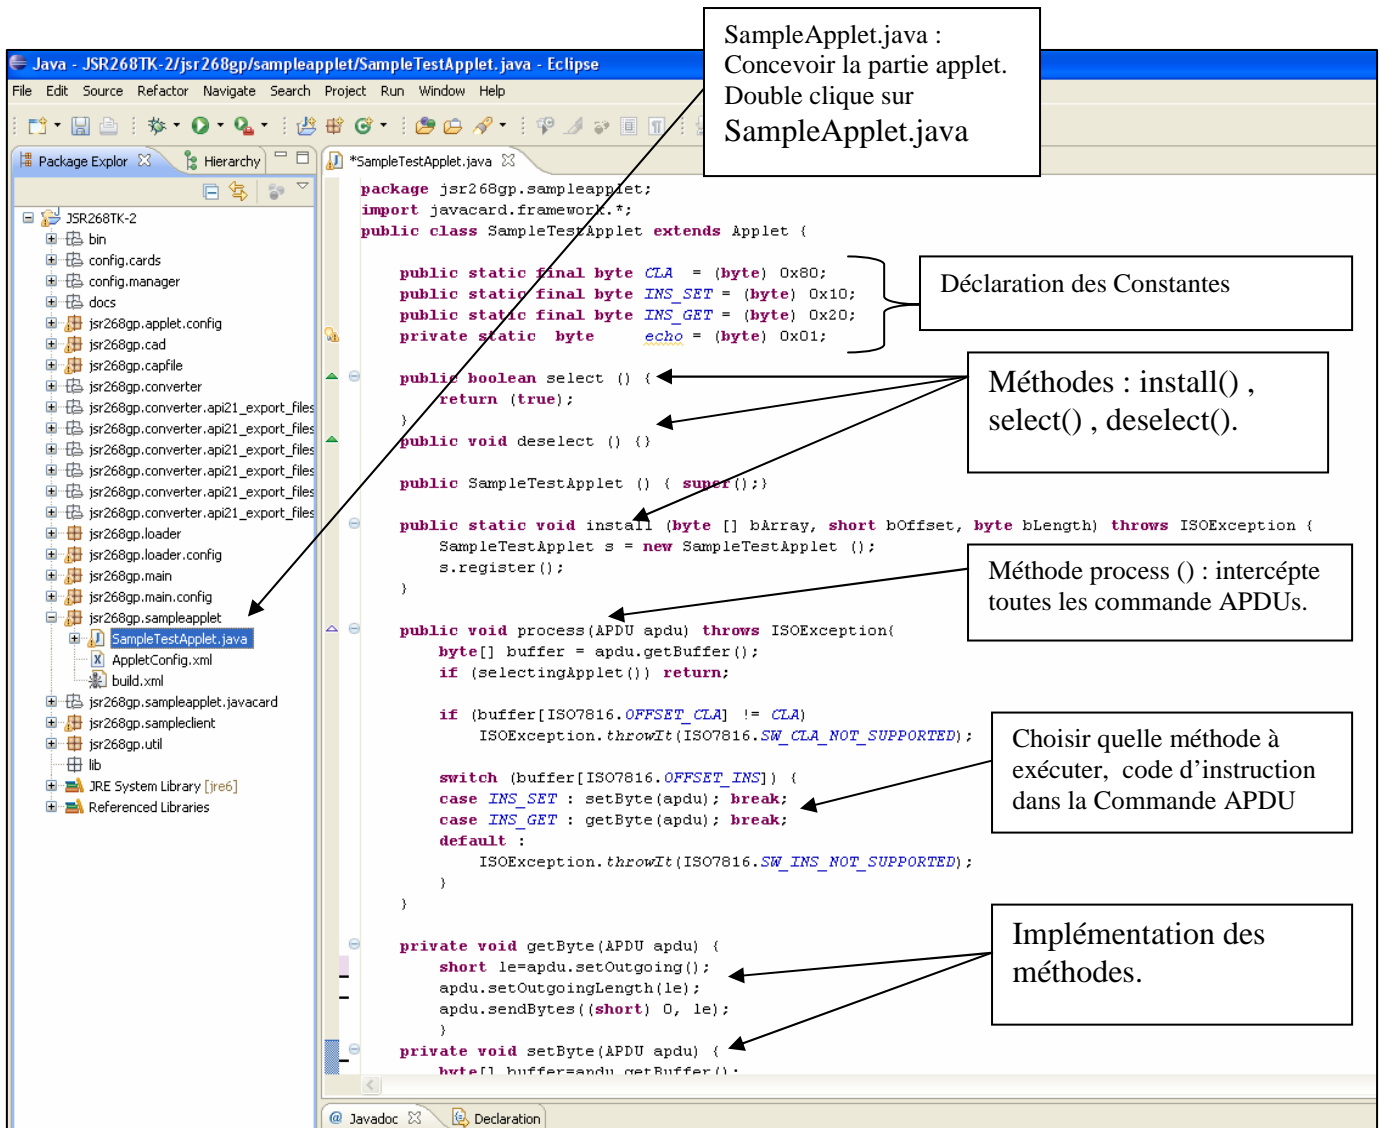 SampleApplet.java :
Concevoir la partie applet.
Double clique sur
SampleApplet.java
Java - JSR268TK-2/jsr268gp/sampleapplet/SampleTestApplet.java - Eclipse
File Edit Source Refactor Navigate Search Project Run Window Help
Package Explor
Hierarchy
*SampleTestApplet.java
JSR268TK-2
bin
config.cards
config.manager
docs
jsr268gp.applet.config
jsr268gp.cad
jsr268gp.capfile
jsr268gp.converter
jsr268gp.converter.api21_export_files
jsr268gp.converter.api21_export_files
jsr268gp.converter.api21_export_files
jsr268gp.converter.api21_export_files
jsr268gp.converter.api21_export_files
jsr268gp.converter.api21_export_files
jsr268gp.loader
jsr268gp.loader.config
jsr268gp.main
jsr268gp.main.config
jsr268gp.sampleapplet
SampleTestApplet.java
AppletConfig.xml
build.xml
jsr268gp.sampleapplet.javacard
jsr268gp.sampleclient
jsr268gp.util
lib
JRE System Library [jre6]
Referenced Libraries
package jsr268gp.sampleapplet;
import javacard.framework.*;
public class SampleTestApplet extends Applet {
public static final byte CLA = (byte) 0x80;
public static final byte INS_SET = (byte) 0x10;
public static final byte INS_GET = (byte) 0x20;
private static byte echo = (byte) 0x01;
Déclaration des Constantes
public boolean select () {
return (true);
}
public void deselect () {}
Méthodes : install() ,
select() , deselect().
public SampleTestApplet () { super();}
public static void install (byte [] bArray, short bOffset, byte bLength) throws ISOException {
SampleTestApplet s = new SampleTestApplet ();
s.register();
}
Méthode process () : intercépte
toutes les commande APDUs.
public void process(APDU apdu) throws ISOException{
byte[] buffer = apdu.getBuffer();
if (selectingApplet()) return;
if (buffer[ISO7816.OFFSET_CLA] != CLA)
ISOException.throwIt(ISO7816.SW_CLA_NOT_SUPPORTED);
switch (buffer[ISO7816.OFFSET_INS]) {
case INS_SET : setByte(apdu); break;
case INS_GET : getByte(apdu); break;
default :
ISOException.throwIt(ISO7816.SW_INS_NOT_SUPPORTED);
}
}
Choisir quelle méthode à
exécuter, code d’instruction
dans la Commande APDU
private void getByte(APDU apdu) {
short le=apdu.setOutgoing();
apdu.setOutgoingLength(le);
apdu.sendBytes((short) 0, le);
}
private void setByte(APDU apdu) {
byte[] buffer=apdu.getBuffer();
Implémentation des
méthodes.
@ Javadoc
Declaration